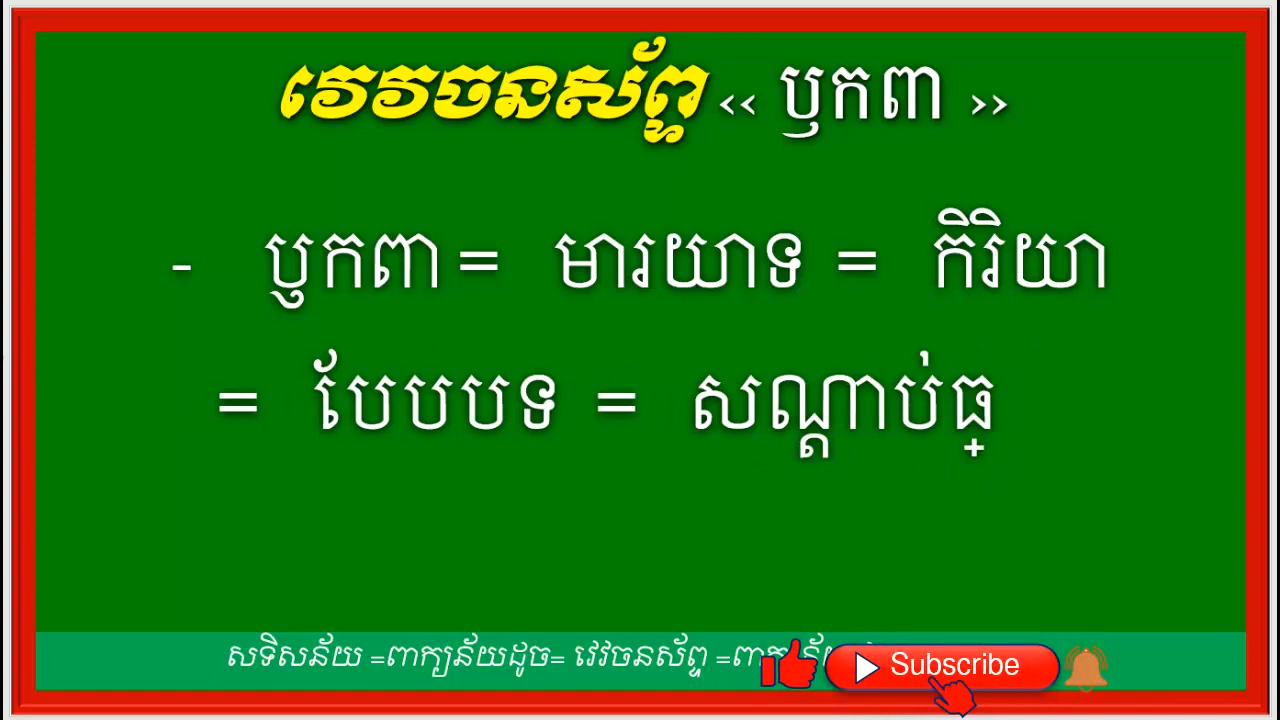 វេវចនស័ព្ទ ‹‹ ឫកពា ››
- ឫកពា = មារយាទ = កិរិយា
= បែបបទ = សណ្ដាប់ធ្
សទិសន័យ =ពាក្យន័យដូច= វេវចនស័ព្ទ =ពាក្យន័យ
Subscribe